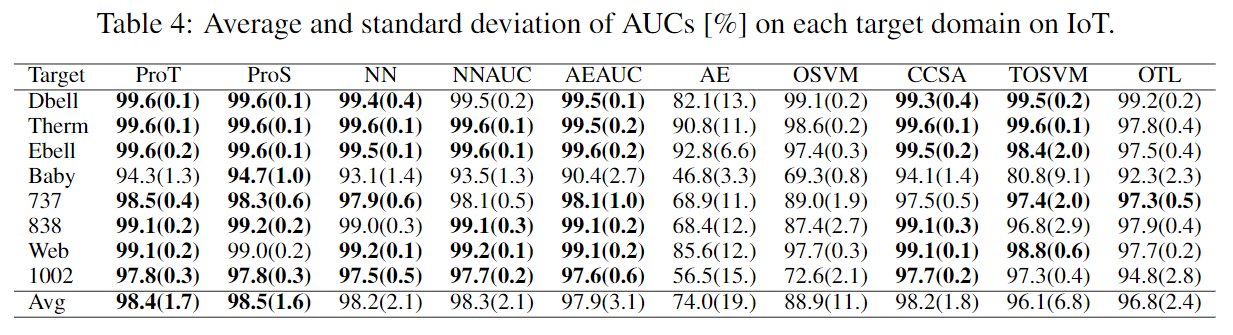 Table 4: Average and standard deviation of AUCs [%] on each target domain on IoT.
Target ProT ProS NN NNAUC AEAUC AE OSVM CCSA TOSVM OTL
Dbell 99.6(0.1) 99.6(0.1) 99.4(0.4) 99.5(0.2) 99.5(0.1) 82.1(13.) 99.1(0.2) 99.3(0.4) 99.5(0.2) 99.2(0.2)
Therm 99.6(0.1) 99.6(0.1) 99.6(0.1) 99.6(0.1) 99.5(0.2) 90.8(11.) 98.6(0.2) 99.6(0.1) 99.6(0.1) 97.8(0.4)
Ebell 99.6(0.2) 99.6(0.1) 99.5(0.1) 99.6(0.1) 99.6(0.2) 92.8(6.6) 97.4(0.3) 99.5(0.2) 98.4(2.0) 97.5(0.4)
Baby 94.3(1.3) 94.7(1.0) 93.1(1.4) 93.5(1.3) 90.4(2.7) 46.8(3.3) 69.3(0.8) 94.1(1.4) 80.8(9.1) 92.3(2.3)
737 98.5(0.4) 98.3(0.6) 97.9(0.6) 98.1(0.5) 98.1(1.0) 68.9(11.) 89.0(1.9) 97.5(0.5) 97.4(2.0) 97.3(0.5)
838 99.1(0.2) 99.2(0.2) 99.0(0.3) 99.1(0.3) 99.1(0.2) 68.4(12.) 87.4(2.7) 99.1(0.3) 96.8(2.9) 97.9(0.4)
Web 99.1(0.2) 99.0(0.2) 99.2(0.1) 99.2(0.1) 99.1(0.2) 85.6(12.) 97.7(0.3) 99.1(0.1) 98.8(0.6) 97.7(0.2)
1002 97.8(0.3) 97.8(0.3) 97.5(0.5) 97.7(0.2) 97.6(0.6) 56.5(15.) 72.6(2.1) 97.7(0.2) 97.3(0.4) 94.8(2.8)
Avg 98.4(1.7) 98.5(1.6) 98.2(2.1) 98.3(2.1) 97.9(3.1) 74.0(19.) 88.9(11.) 98.2(1.8) 96.1(6.8) 96.8(2.4)